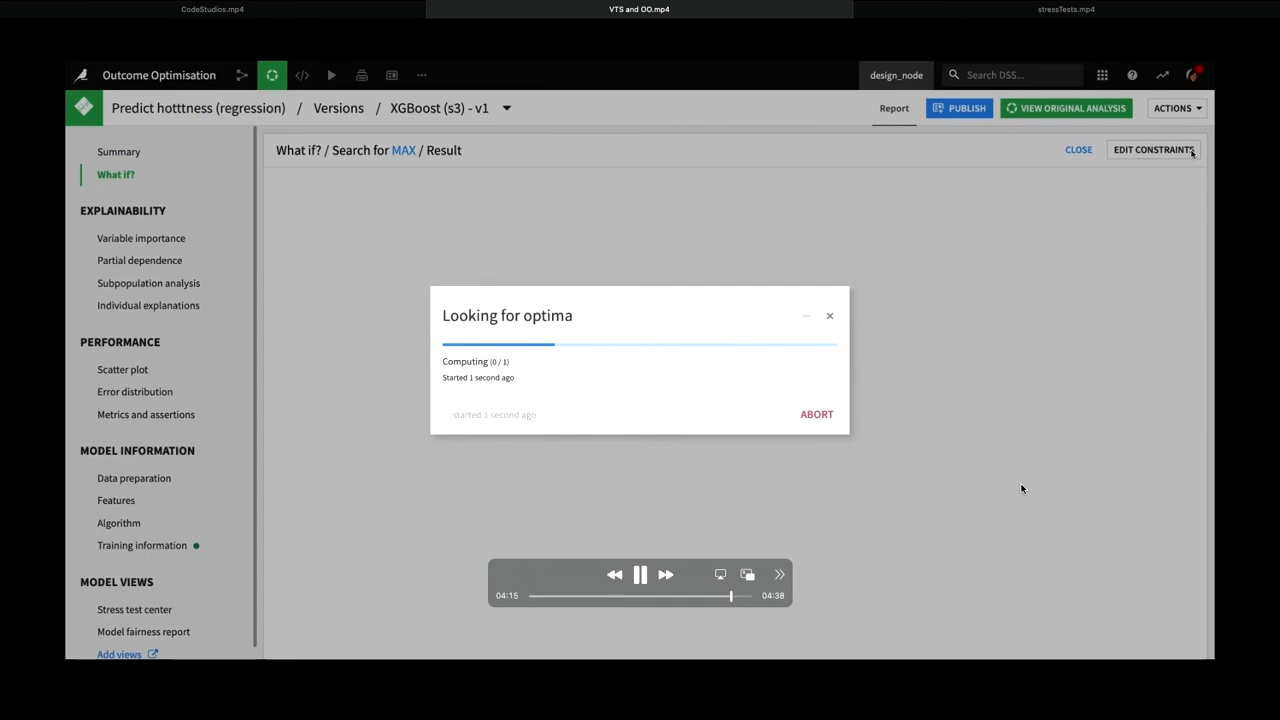 CodeStudios.mp4
VTS and OO.mp4
stressTests.mp4
Outcome Optimisation
design_node
Search DSS...
Predict hotttness (regression) / Versions / XGBoost (s3) - v1
Report
PUBLISH
VIEW ORIGINAL ANALYSIS
ACTIONS
Summary
What if?
EXPLAINABILITY
Variable importance
Partial dependence
Subpopulation analysis
Individual explanations
PERFORMANCE
Scatter plot
Error distribution
Metrics and assertions
MODEL INFORMATION
Data preparation
Features
Algorithm
Training information
MODEL VIEWS
Stress test center
Model fairness report
Add views
What if? / Search for MAX / Result
CLOSE
EDIT CONSTRAINTS
Looking for optima
Computing (0 / 1)
Started 1 second ago
started 1 second ago
ABORT
04:15
04:38